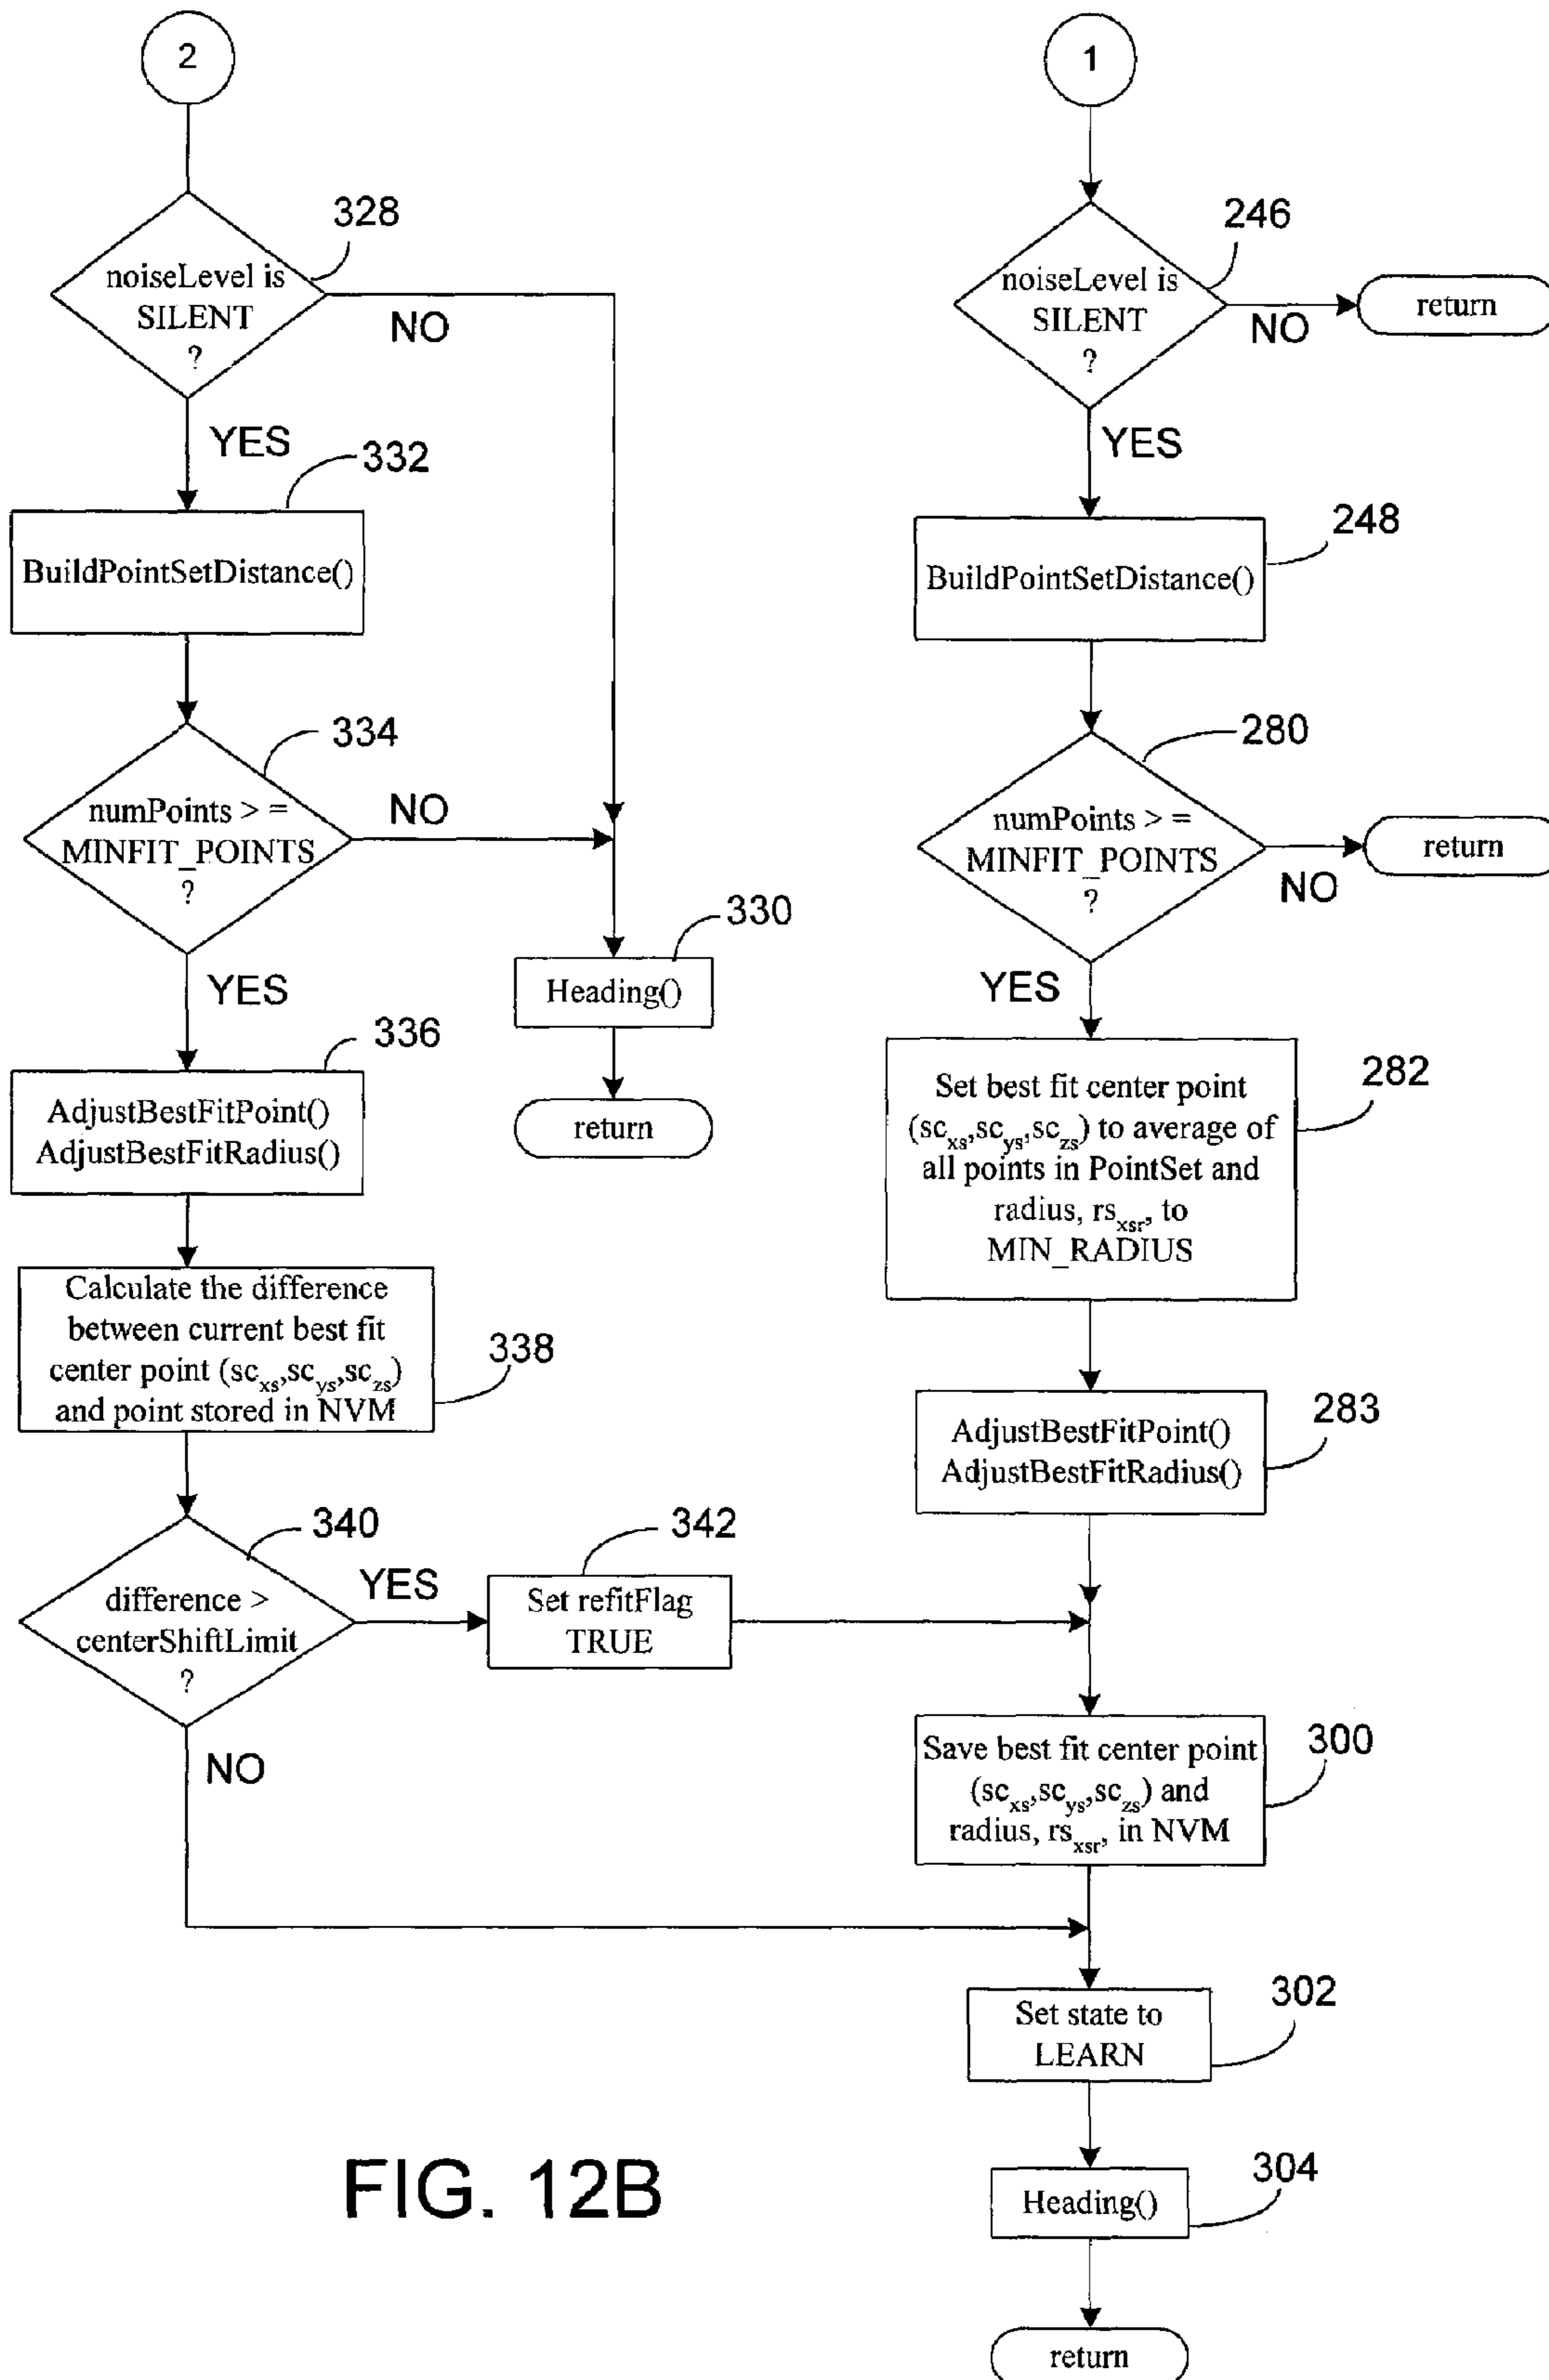 2
328
noiseLevel is
SILENT
?
NO
YES
332
BuildPointSetDistance()
334
numPoints > =
MINFIT_POINTS
?
NO
YES
330
Heading()
return
336
AdjustBestFitPoint()
AdjustBestFitRadius()
Calculate the difference
between current best fit
center point (sc_xs,sc_ys,sc_zs)
and point stored in NVM
338
340
difference >
centerShiftLimit
?
YES
NO
342
Set refitFlag
TRUE
1
246
noiseLevel is
SILENT
?
NO
return
YES
248
BuildPointSetDistance()
280
numPoints > =
MINFIT_POINTS
?
NO
return
YES
282
Set best fit center point
(sc_xs,sc_ys,sc_zs) to average of
all points in PointSet and
radius, rs_xsr, to
MIN_RADIUS
283
AdjustBestFitPoint()
AdjustBestFitRadius()
300
Save best fit center point
(sc_xs,sc_ys,sc_zs) and
radius, rs_xsr, in NVM
302
Set state to
LEARN
304
Heading()
return
FIG. 12B